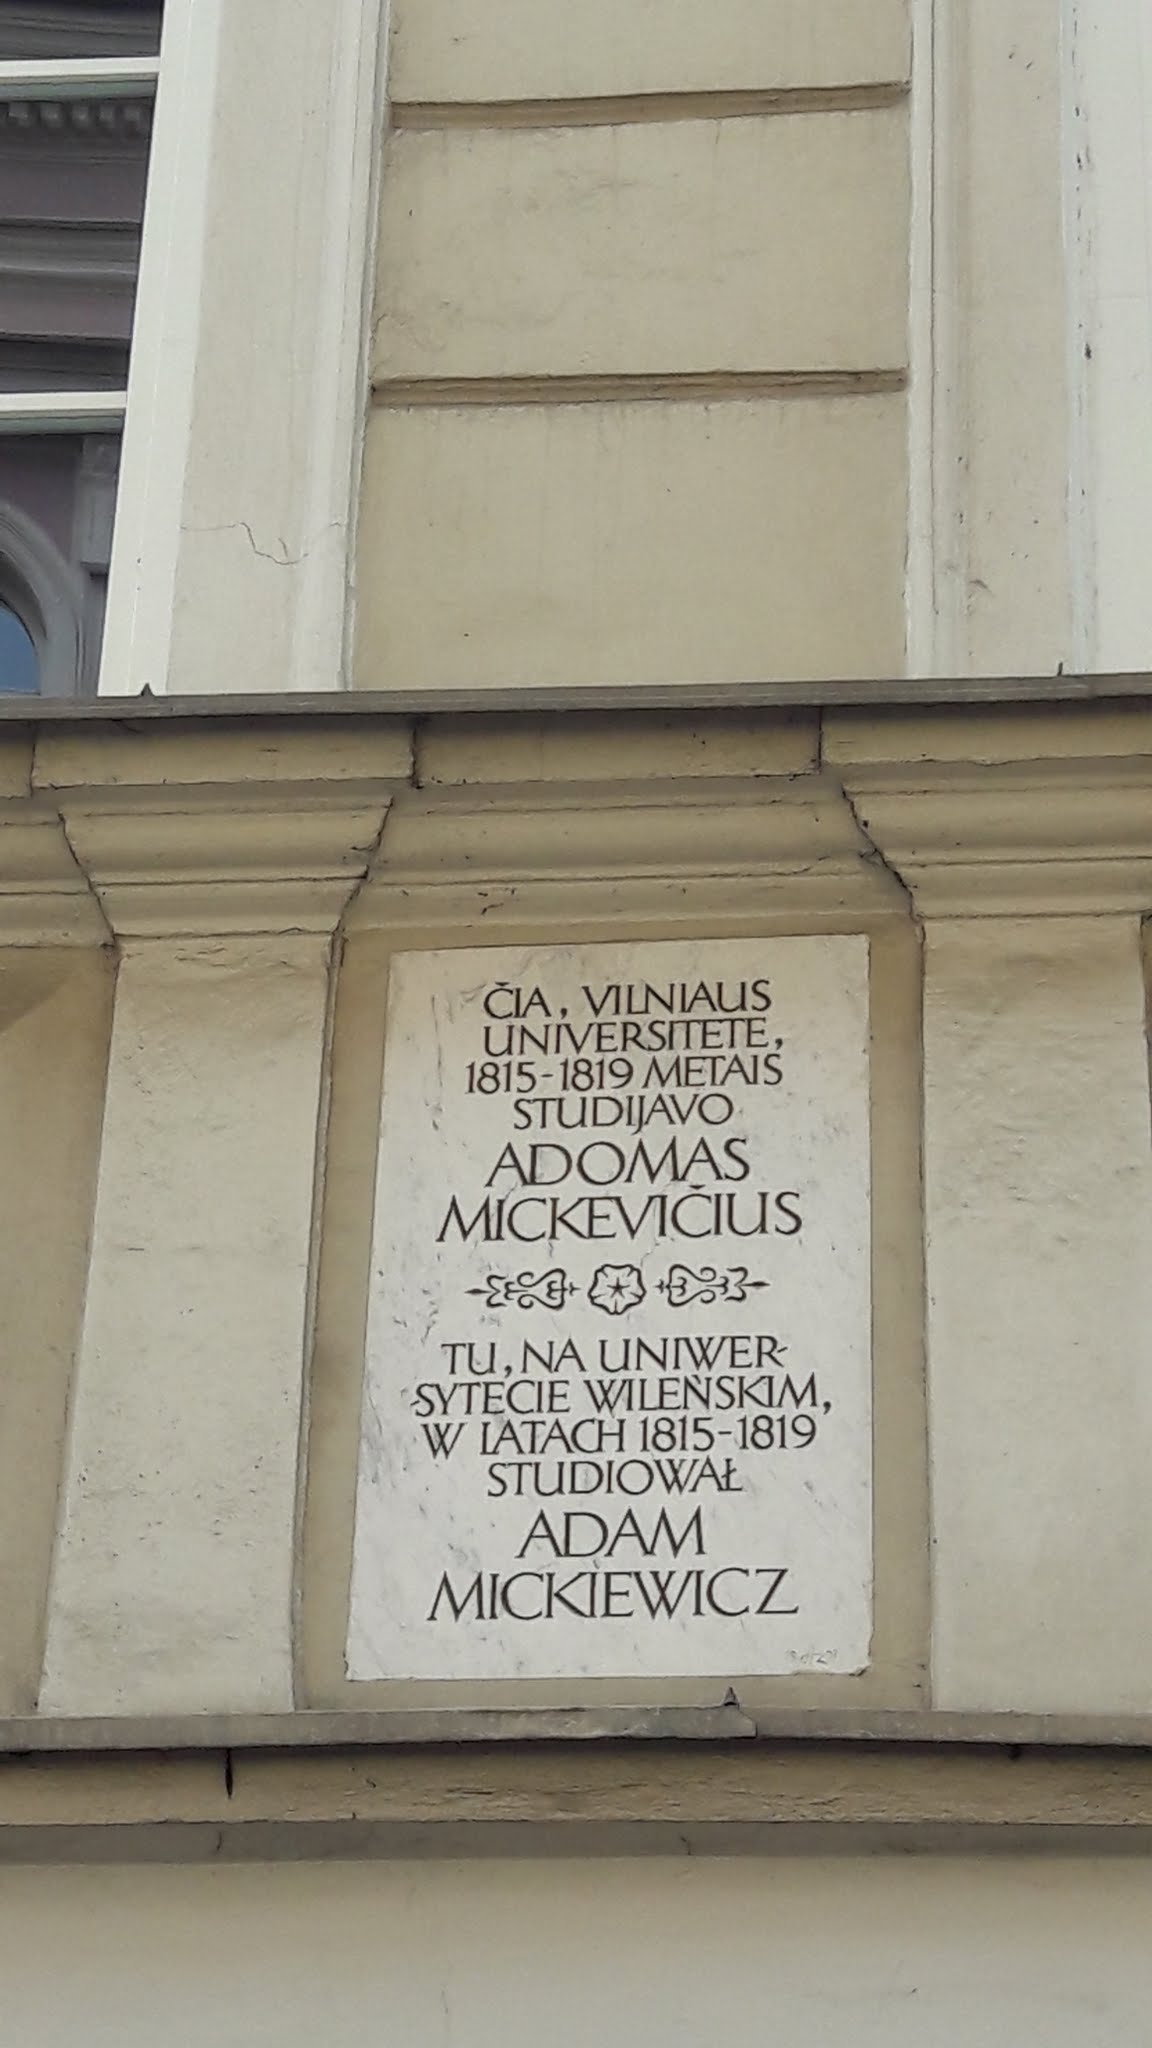 ČIA, VILNIAUS
UNIVERSITETE,
1815-1819 METAIS
STUDIJAVO
ADOMAS
MICKEVIČIUS
TU, NA UNIWER-
SYTECIE WILEŃSKIM,
W LATACH 1815-1819
STUDIOWAŁ
ADAM
MICKIEWICZ